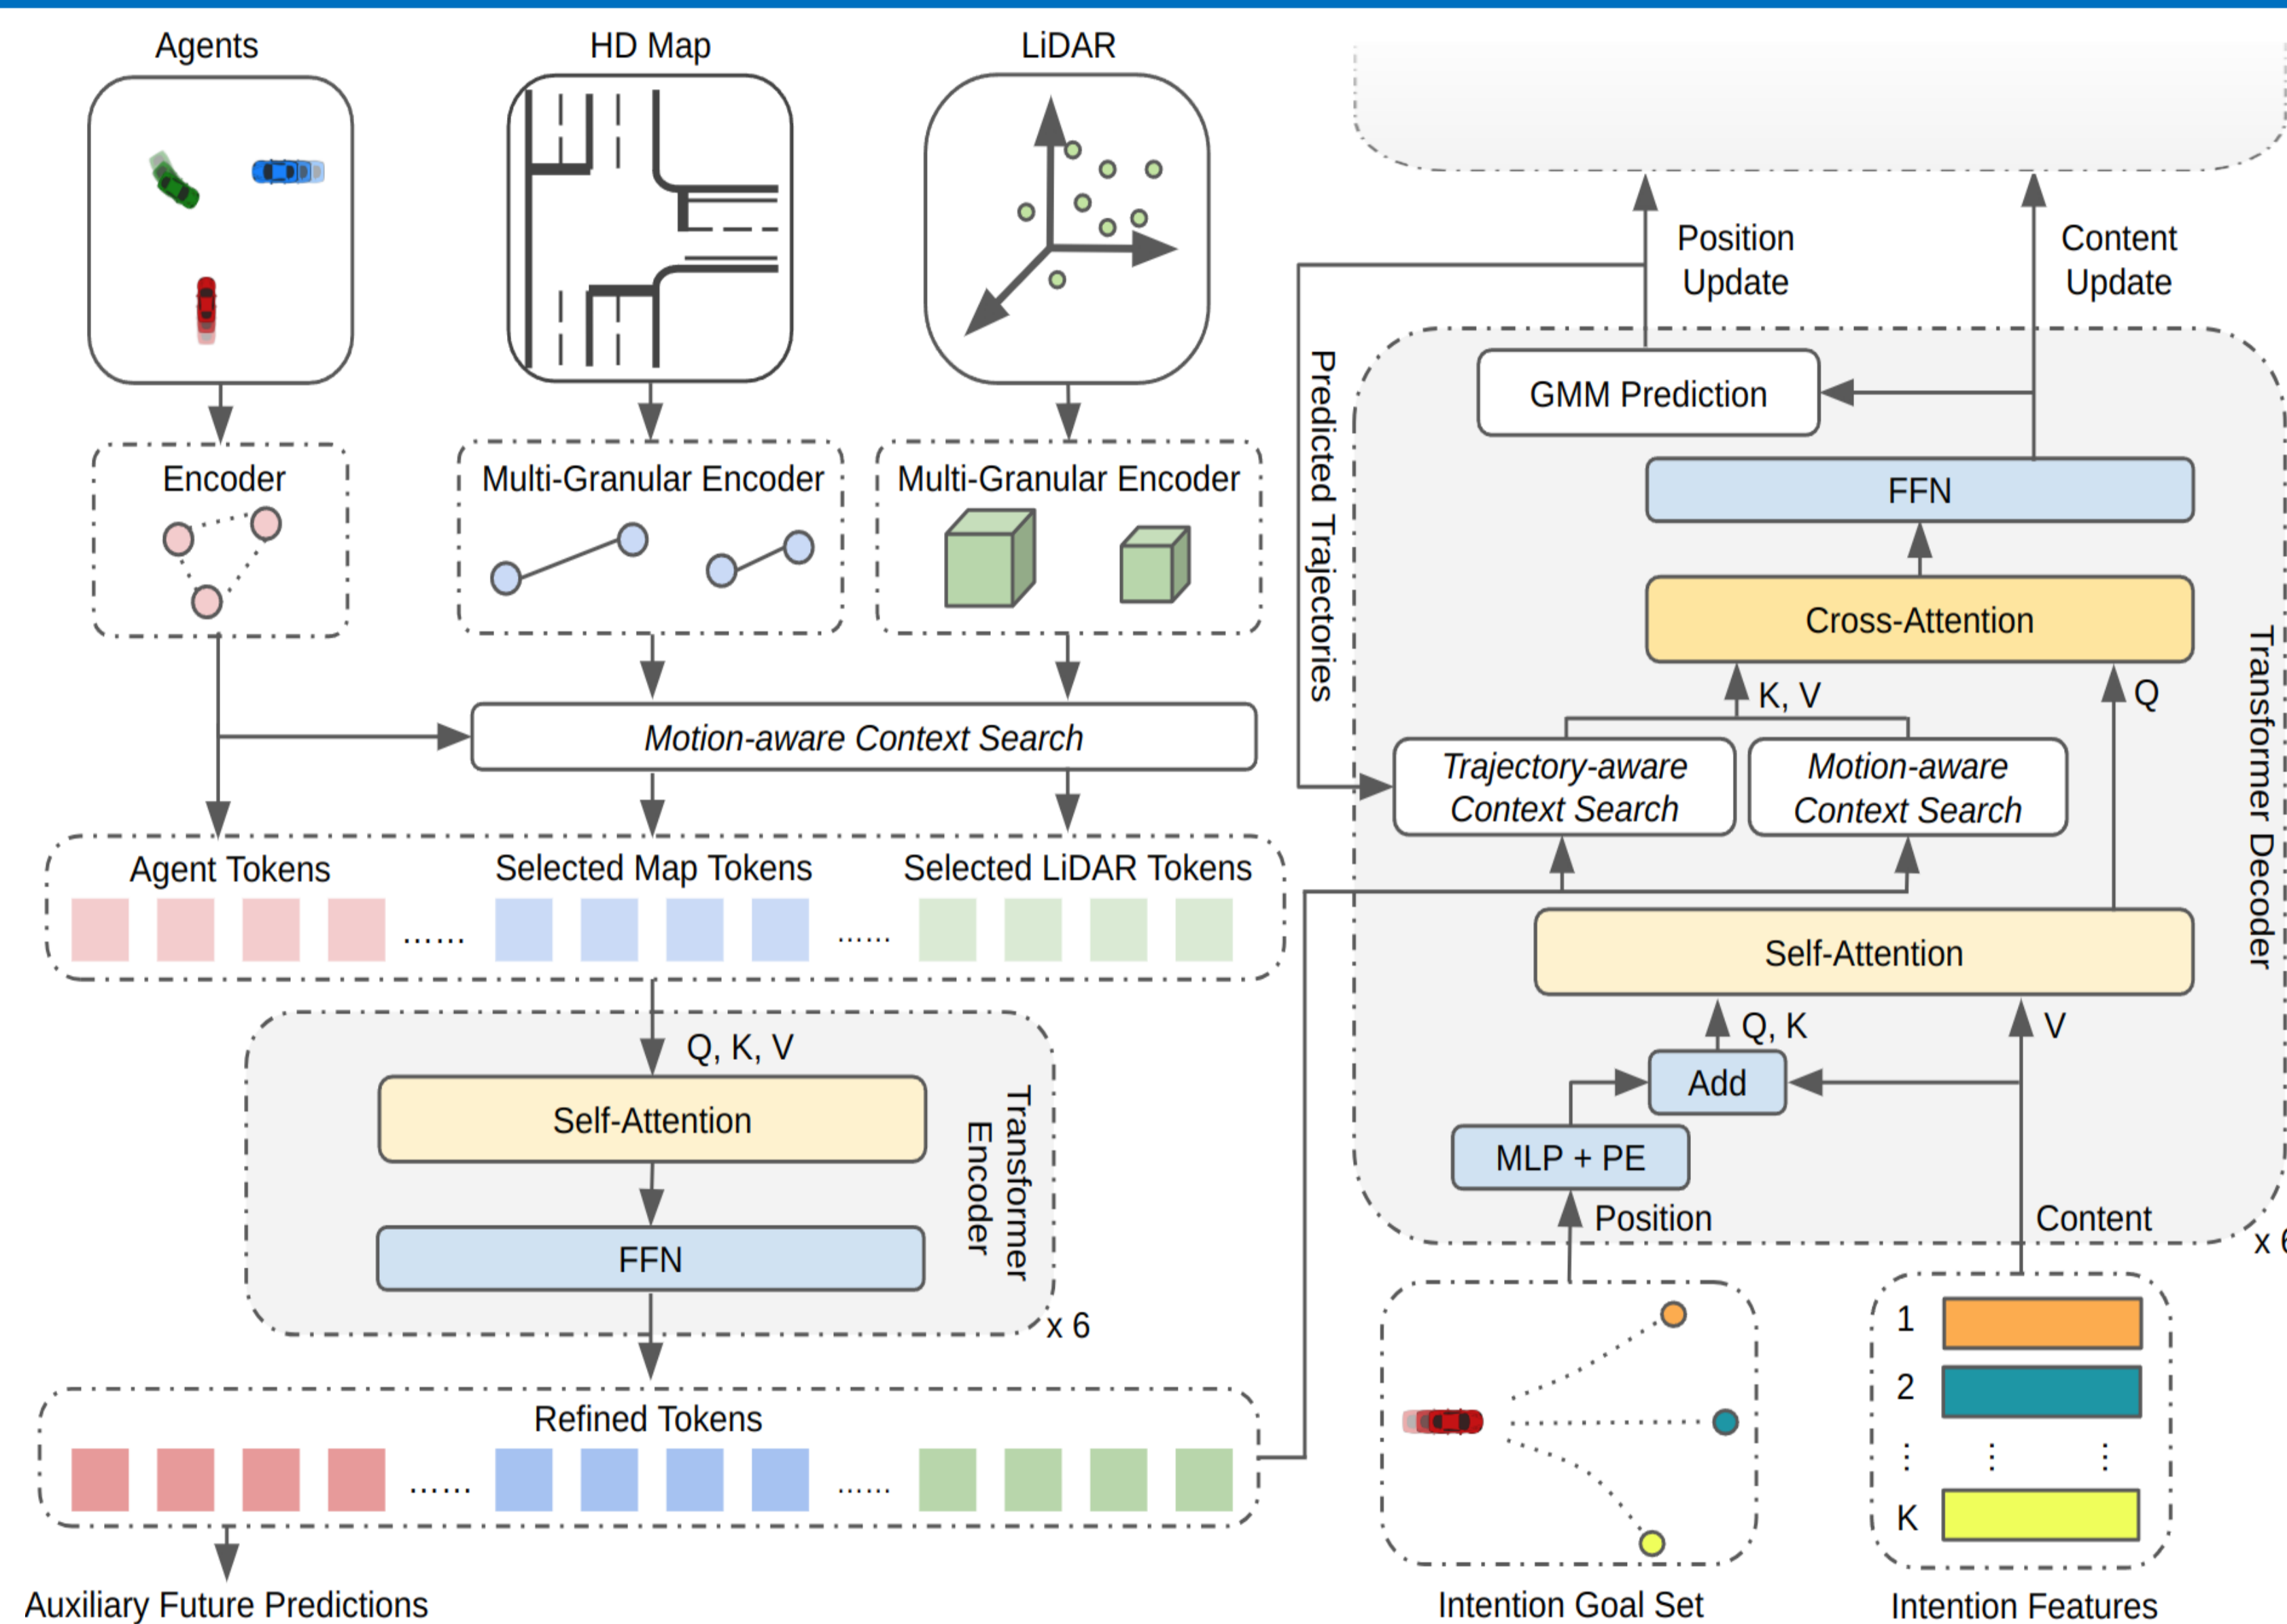 Agents
HD Map
LiDAR
Encoder
Multi-Granular Encoder
Multi-Granular Encoder
Motion-aware Context Search
Agent Tokens
Selected Map Tokens
Selected LiDAR Tokens
......
......
Q, K, V
Self-Attention
FFN
Transformer
Encoder
x 6
Refined Tokens
......
......
Auxiliary Future Predictions
Position
Update
Content
Update
Predicted Trajectories
GMM Prediction
FFN
Cross-Attention
K, V
Q
Trajectory-aware
Context Search
Motion-aware
Context Search
Transformer Decoder
Self-Attention
Q, K
V
Add
MLP + PE
Position
Content
x 6
Intention Goal Set
1
2
K
Intention Features